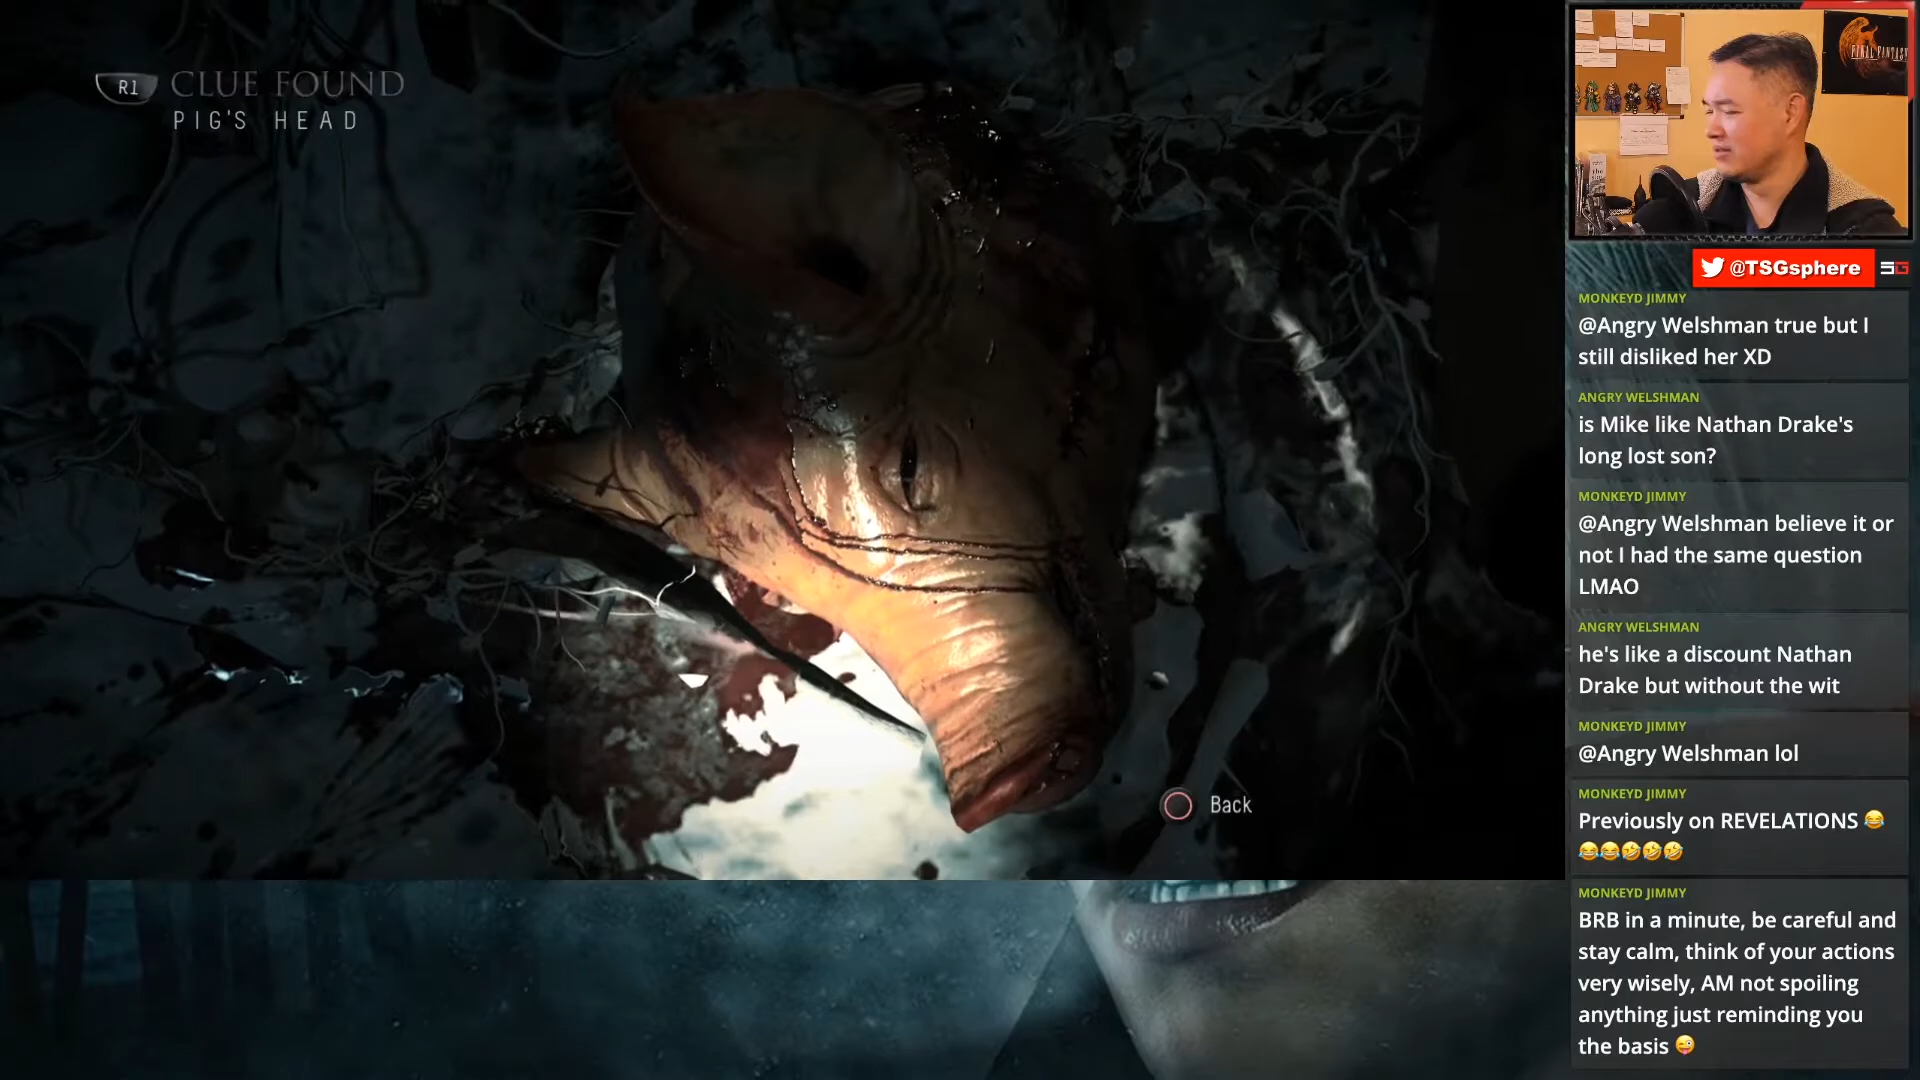 R1 CLUE FOUND
PIG'S HEAD
Back
FINAL FANTASY
@TSGsphere SG
MONKEYD JIMMY
@Angry Welshman true but I
still disliked her XD
ANGRY WELSHMAN
is Mike like Nathan Drake's
long lost son?
MONKEYD JIMMY
@Angry Welshman believe it or
not I had the same question
LMAO
ANGRY WELSHMAN
he's like a discount Nathan
Drake but without the wit
MONKEYD JIMMY
@Angry Welshman lol
MONKEYD JIMMY
Previously on REVELATIONS 😂
😂😂🤣🤣🤣
MONKEYD JIMMY
BRB in a minute, be careful and
stay calm, think of your actions
very wisely, AM not spoiling
anything just reminding you
the basis 😜